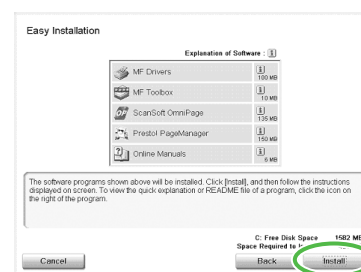 Easy Installation
Explanation of Software :
MF Drivers 100 MB
MF Toolbox 10 MB
ScanSoft OmniPage 135 MB
Presto! PageManager 150 MB
Online Manuals 6 MB
The software programs shown above will be installed. Click [Install], and then follow the instructions
displayed on screen. To view the quick explanation or README file of a program, click the icon on
the right of the program.
C: Free Disk Space 1582 MB
Space Required to
Cancel Back Install